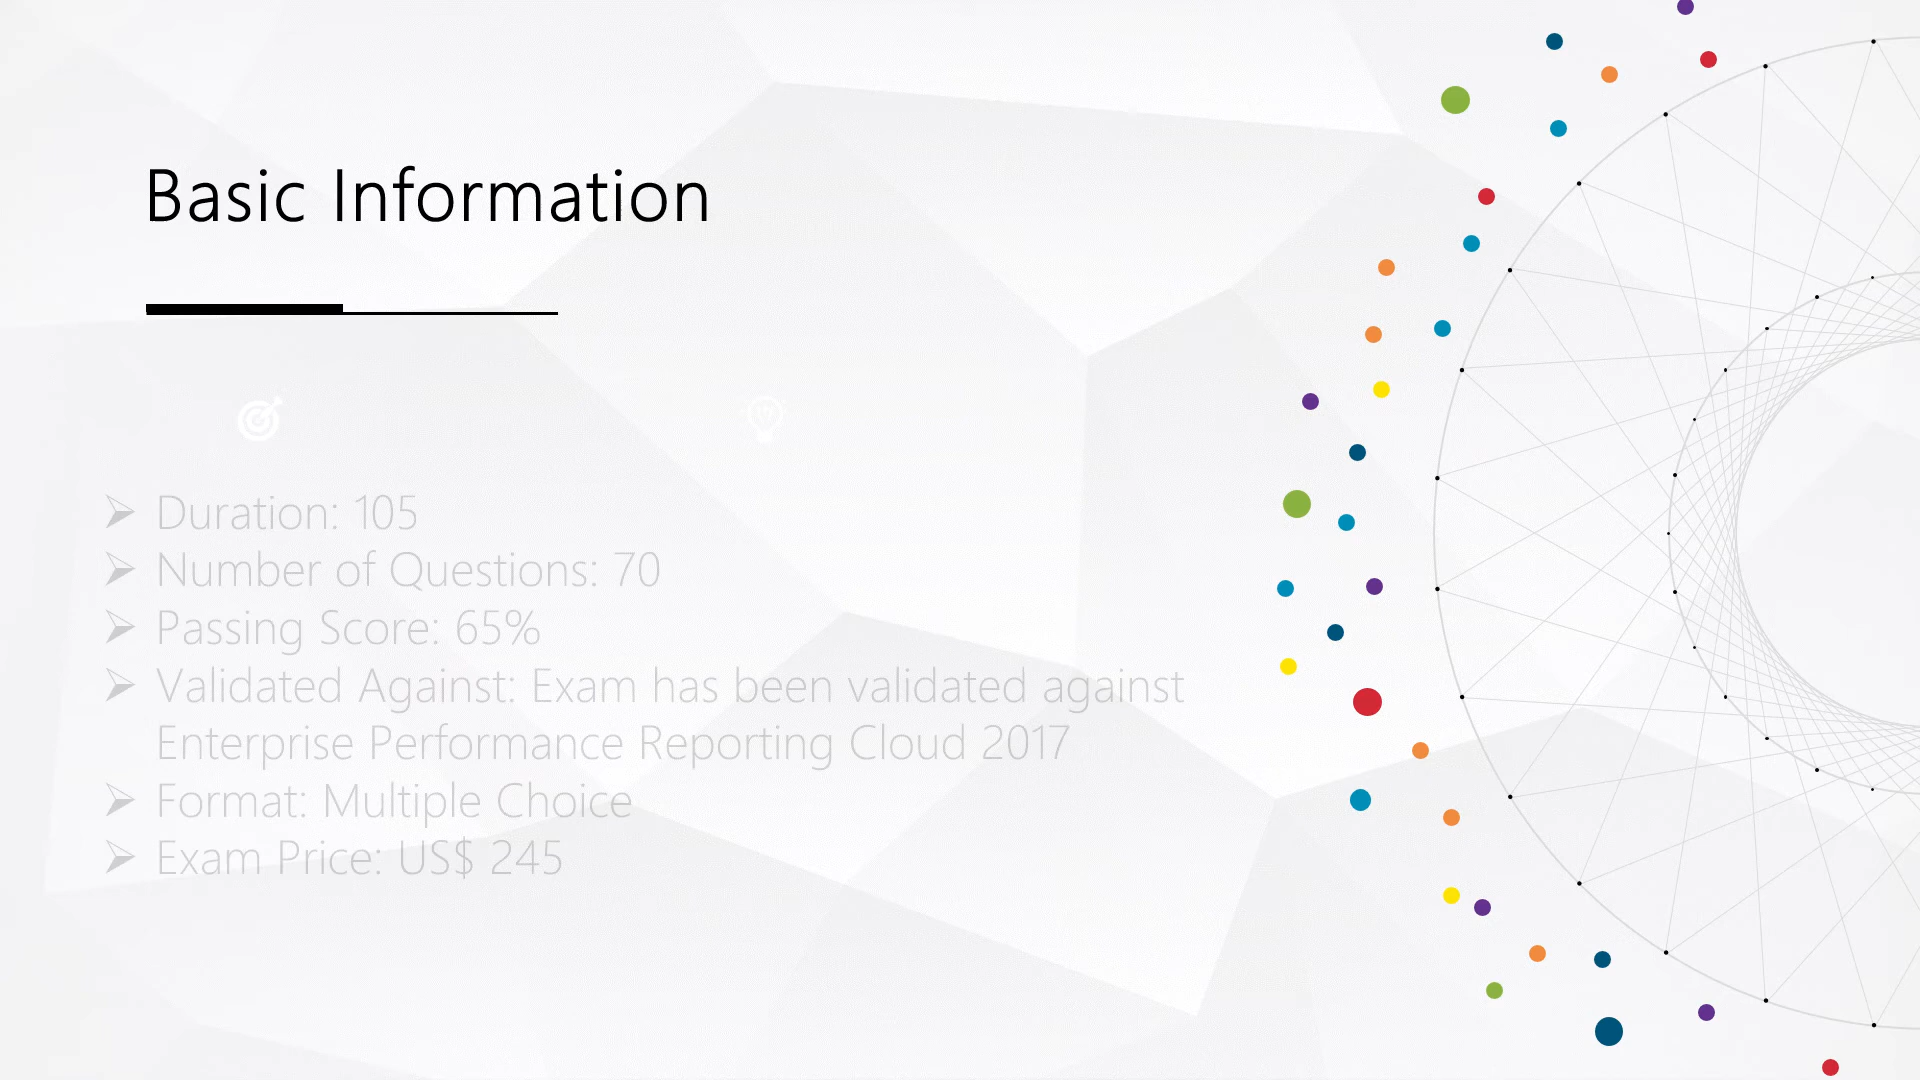 Basic Information
Duration: 105
Number of Questions: 70
Passing Score: 65%
Validated Against: Exam has been validated against
Enterprise Performance Reporting Cloud 2017
Format: Multiple Choice
Exam Price: US$ 245